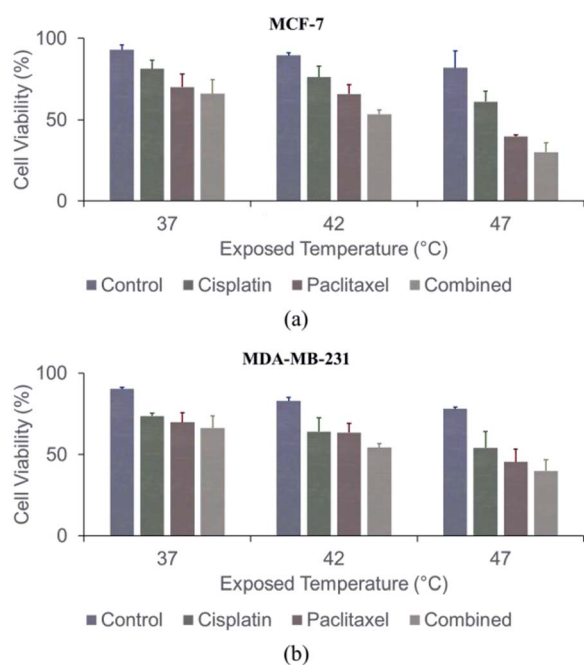 (a)
MCF-7
100
50
0
Cell Viability (%)
37 42 47
Exposed Temperature (°C)
Control Cisplatin Paclitaxel Combined
(a)
MDA-MB-231
100
50
0
Cell Viability (%)
37 42 47
Exposed Temperature (°C)
Control Cisplatin Paclitaxel Combined
(b)